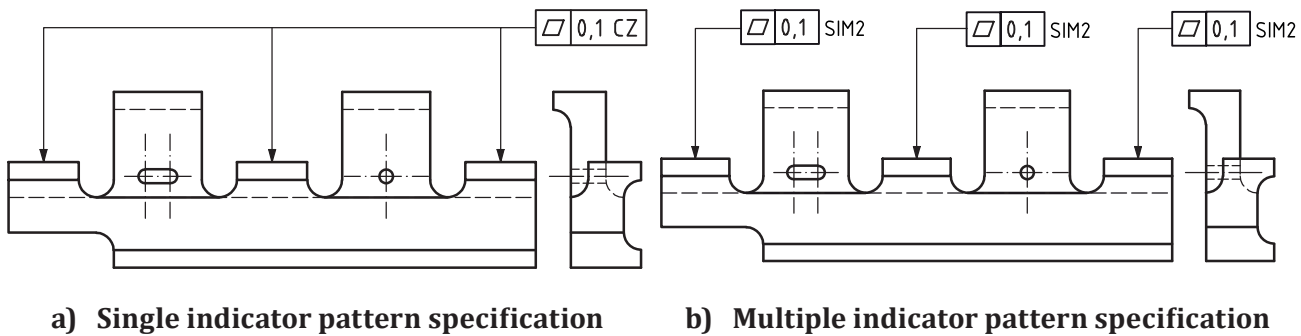 ▱ 0,1 CZ
▱ 0,1 SIM2
▱ 0,1 SIM2
▱ 0,1 SIM2
a) Single indicator pattern specification
b) Multiple indicator pattern specification